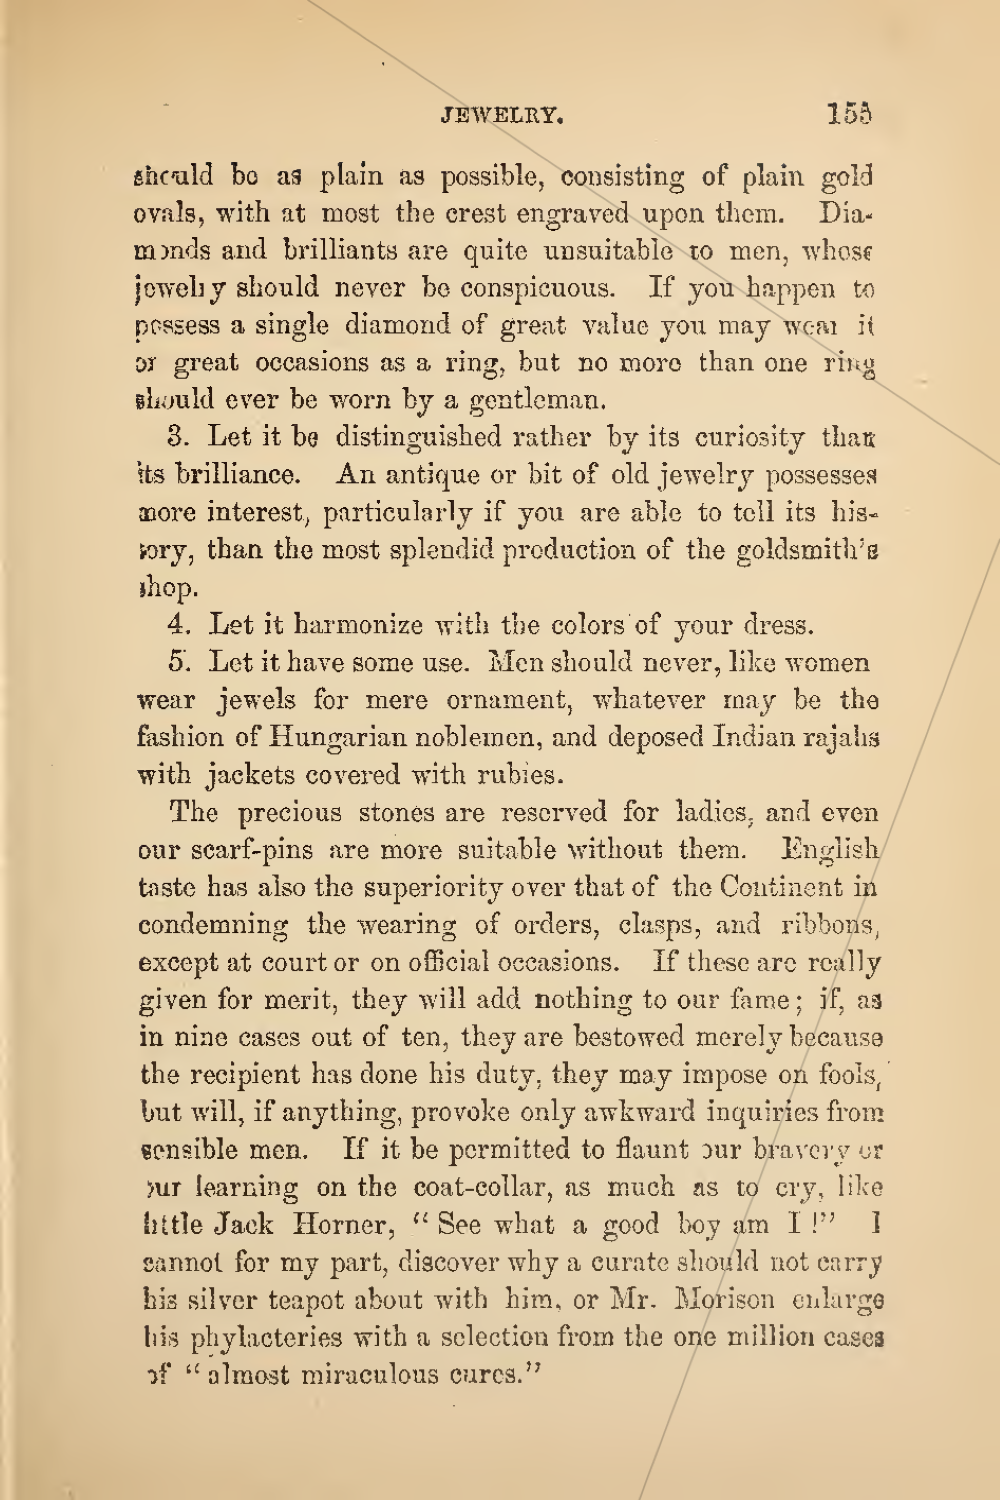 JEWELRY. 155
should be as plain as possible, consisting of plain gold
ovals, with at most the crest engraved upon them. Dia-
monds and brilliants are quite unsuitable to men, whose
jewelry should never be conspicuous. If you happen to
possess a single diamond of great value you may wear it
or great occasions as a ring, but no more than one ring
should ever be worn by a gentleman.
3. Let it be distinguished rather by its curiosity than
its brilliance. An antique or bit of old jewelry possesses
more interest, particularly if you are able to tell its his-
tory, than the most splendid production of the goldsmith's
shop.
4. Let it harmonize with the colors of your dress.
5. Let it have some use. Men should never, like women
wear jewels for mere ornament, whatever may be the
fashion of Hungarian noblemen, and deposed Indian rajahs
with jackets covered with rubies.
The precious stones are reserved for ladies, and even
our scarf-pins are more suitable without them. English
taste has also the superiority over that of the Continent in
condemning the wearing of orders, clasps, and ribbons,
except at court or on official occasions. If these are really
given for merit, they will add nothing to our fame; if, as
in nine cases out of ten, they are bestowed merely because
the recipient has done his duty, they may impose on fools,
but will, if anything, provoke only awkward inquiries from
sensible men. If it be permitted to flaunt our bravery or
our learning on the coat-collar, as much as to cry, like
little Jack Horner, “See what a good boy am I!” I
cannot for my part, discover why a curate should not carry
his silver teapot about with him, or Mr. Morison enlarge
his phylacteries with a selection from the one million cases
of “almost miraculous cures.”